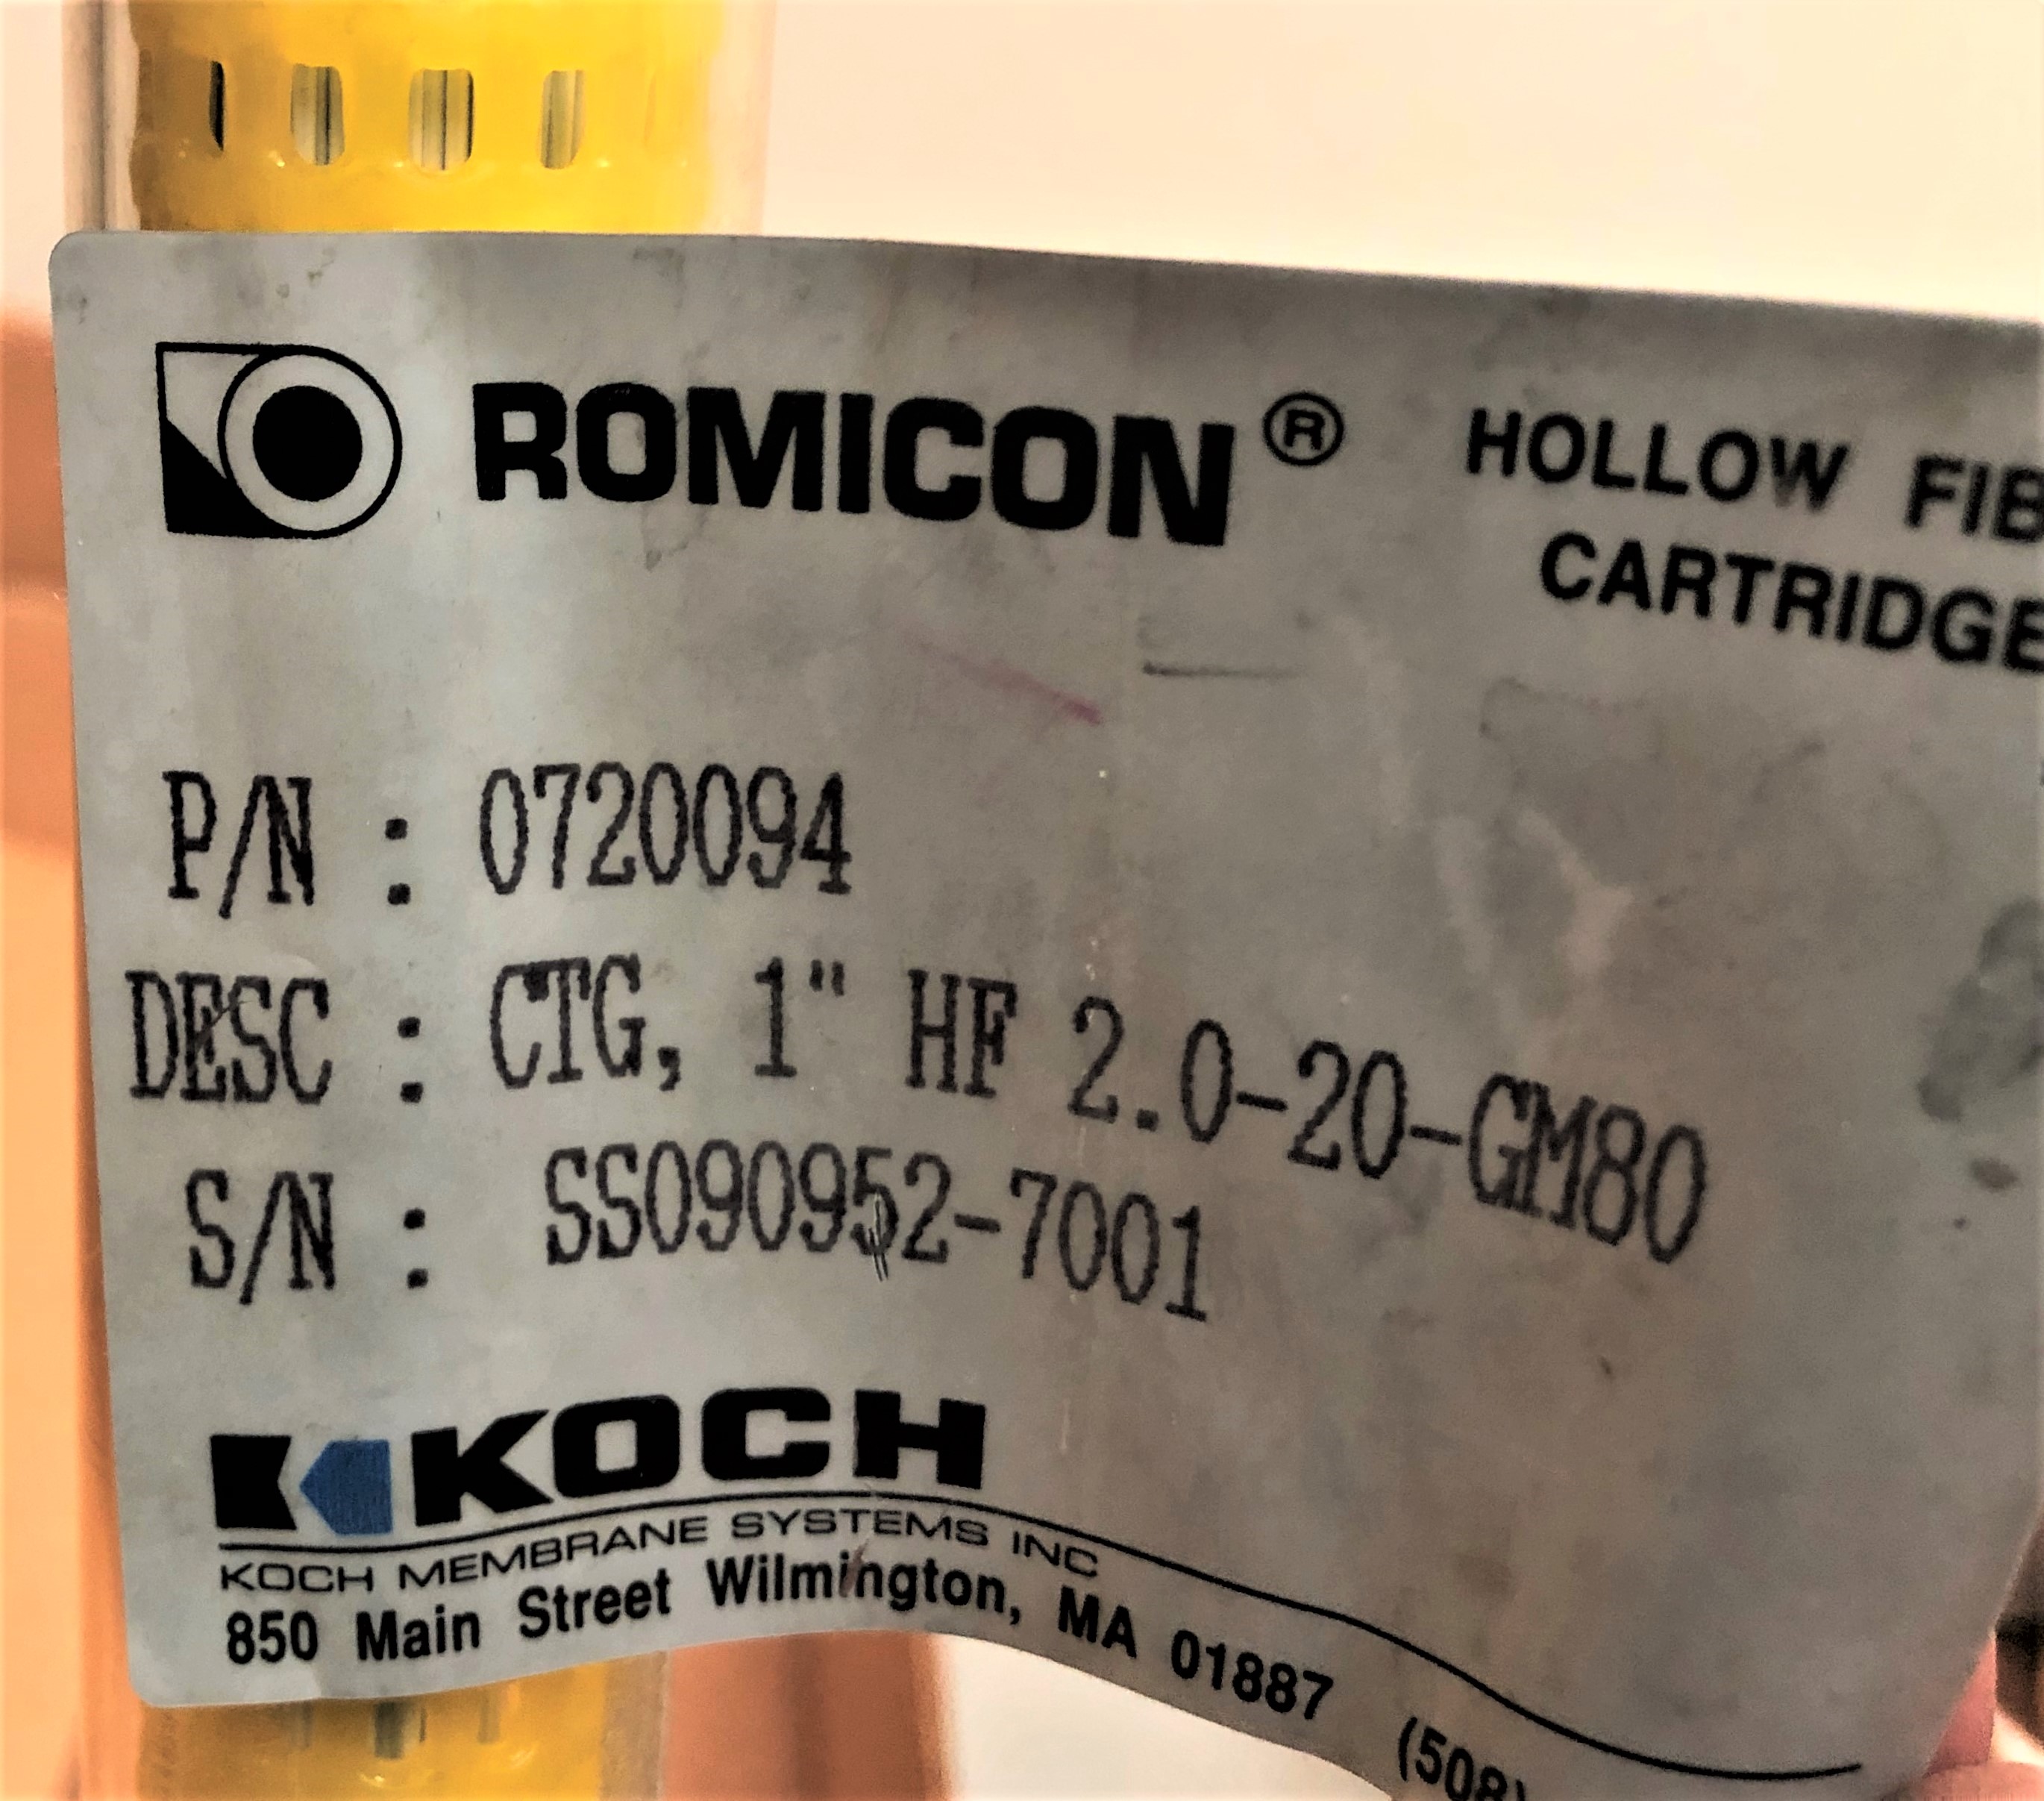 ROMICON® HOLLOW FIB
CARTRIDGE
P/N : 0720094
DESC : CTG, 1" HF 2.0-20-GM80
S/N : SS090952-7001
KOCH
KOCH MEMBRANE SYSTEMS INC
850 Main Street Wilmington, MA 01887 (508)